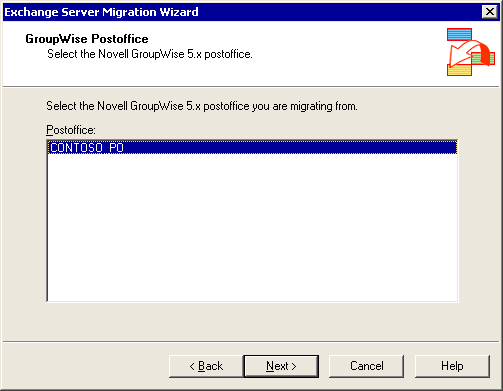 Exchange Server Migration Wizard
GroupWise Postoffice
Select the Novell GroupWise 5.x postoffice.
Select the Novell GroupWise 5.x postoffice you are migrating from.
Postoffice:
CONTOSO_PO
< Back
Next >
Cancel
Help